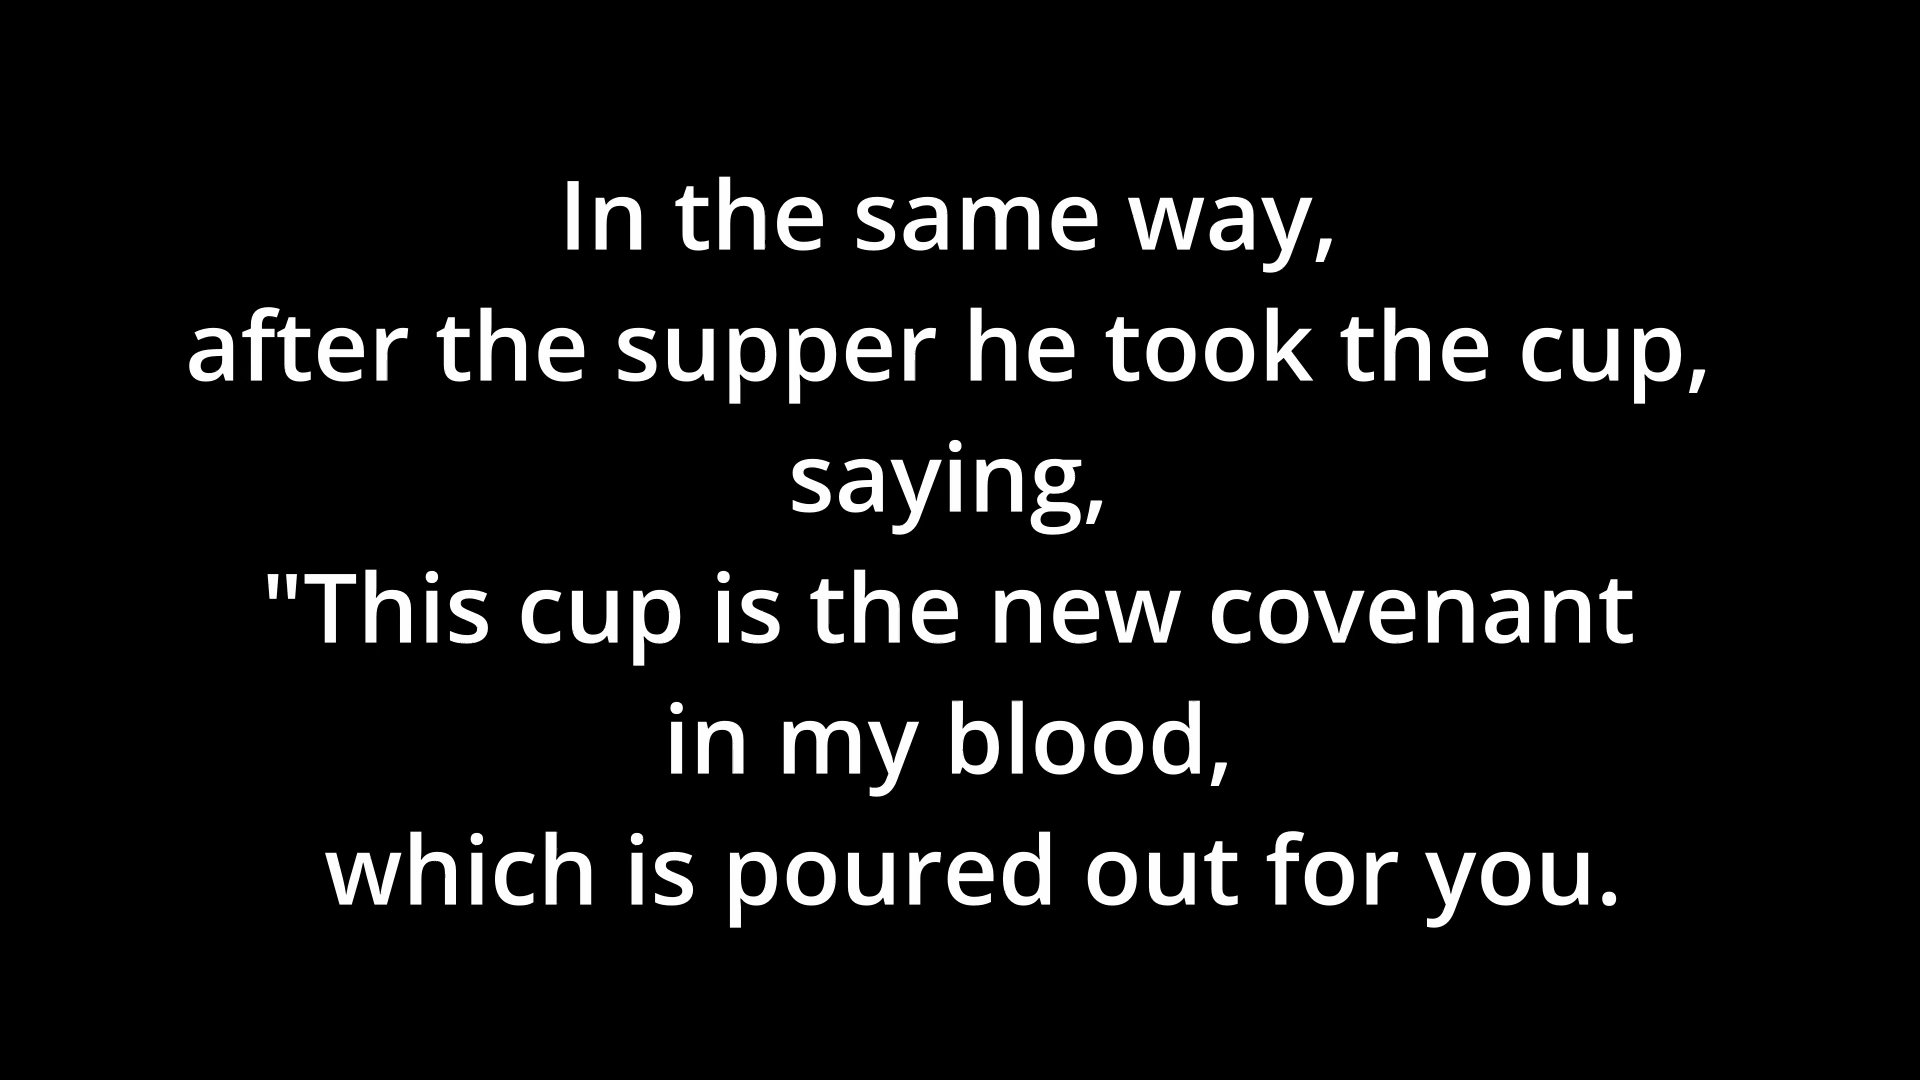 In the same way,
after the supper he took the cup,
saying,
"This cup is the new covenant
in my blood,
which is poured out for you.